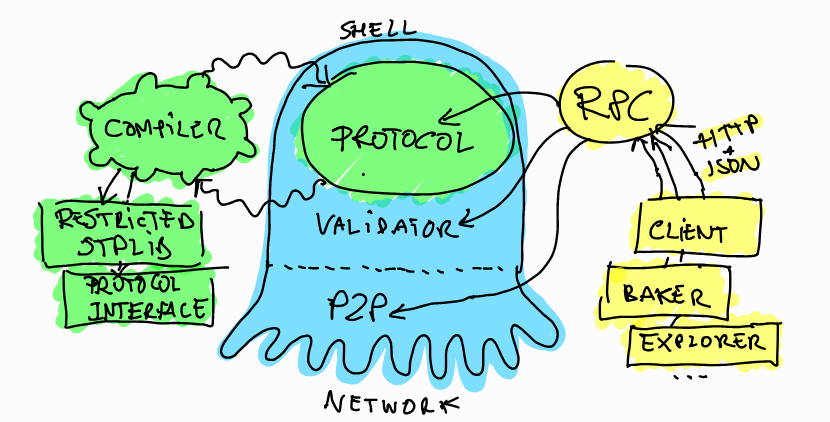 SHELL
COMPILER
PROTOCOL
RPC
HTTP
+
JSON
RESTRICTED
STDLIB
PROTOCOL
INTERFACE
VALIDATOR
P2P
CLIENT
BAKER
EXPLORER
...
NETWORK